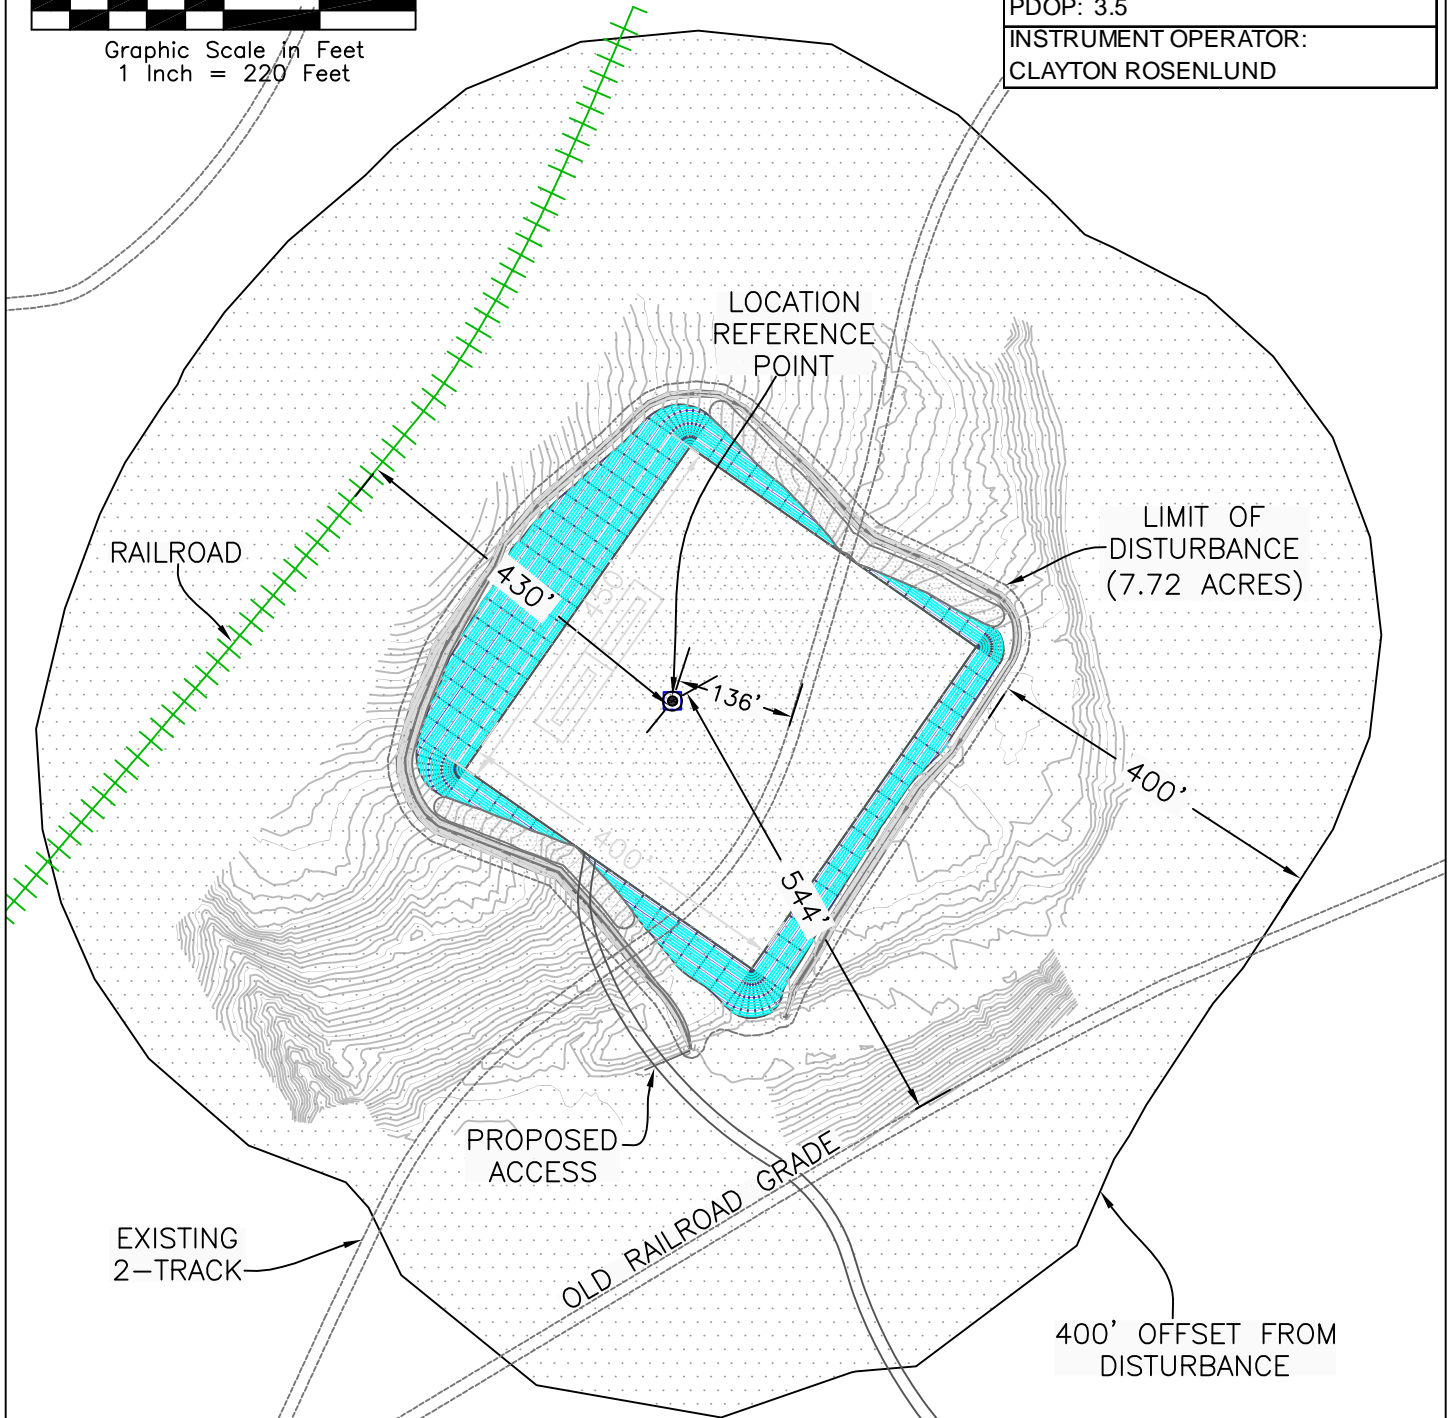 Graphic Scale in Feet
1 Inch = 220 Feet
PDOP: 3.5
INSTRUMENT OPERATOR:
CLAYTON ROSENLUND
LOCATION
REFERENCE
POINT
LIMIT OF
DISTURBANCE
(7.72 ACRES)
RAILROAD
430'
136'
400'
400
544'
PROPOSED
ACCESS
OLD RAILROAD GRADE
EXISTING
2-TRACK
400' OFFSET FROM
DISTURBANCE